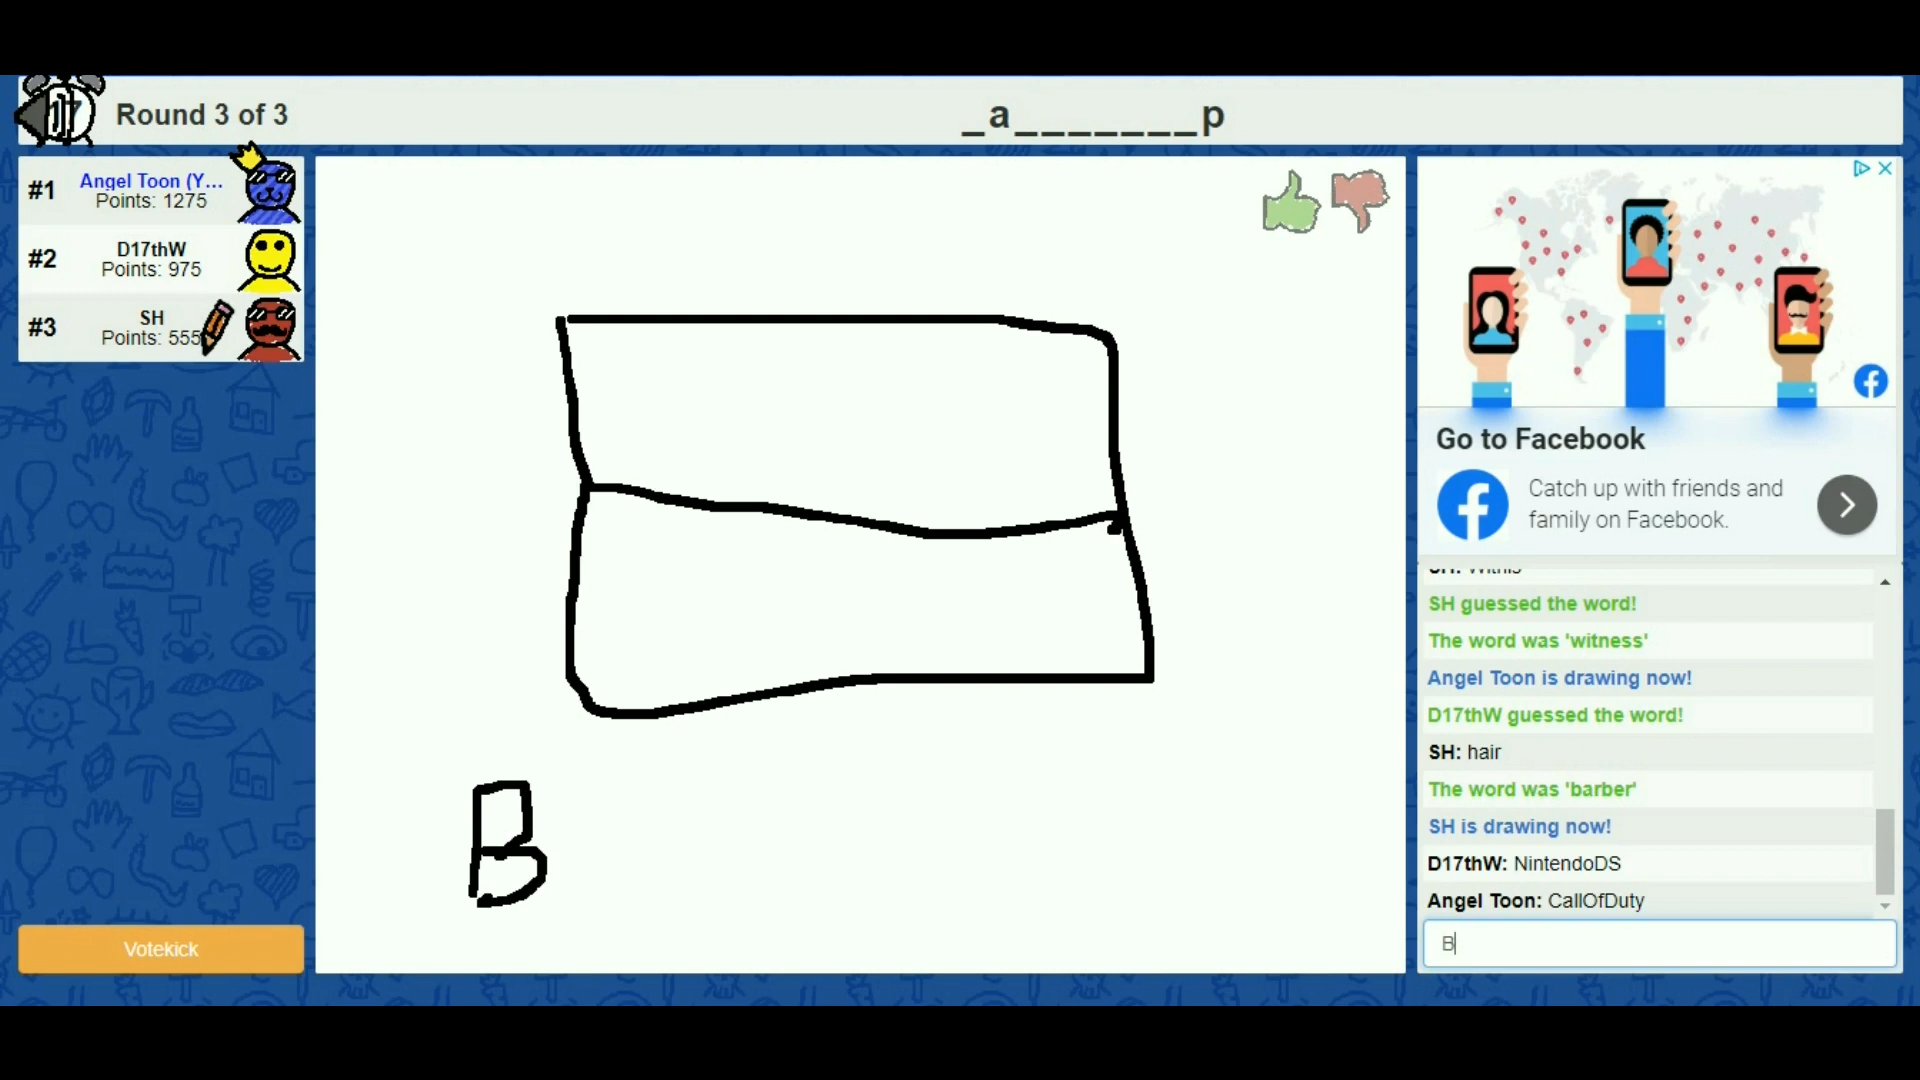 17
Round 3 of 3
_a_______p
#1
Angel Toon (Y...
Points: 1275
#2
D17thW
Points: 975
#3
SH
Points: 555
B
Votekick
Go to Facebook
Catch up with friends and
family on Facebook.
SH guessed the word!
The word was 'witness'
Angel Toon is drawing now!
D17thW guessed the word!
SH: hair
The word was 'barber'
SH is drawing now!
D17thW: NintendoDS
Angel Toon: CallOfDuty
B